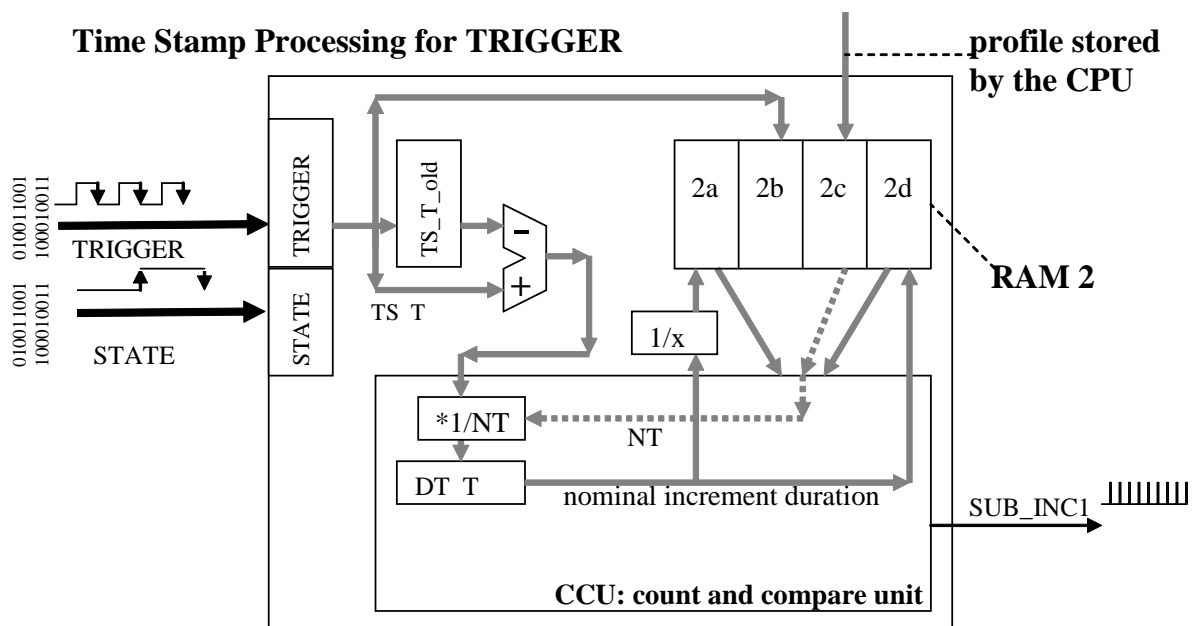 Time Stamp Processing for TRIGGER
profile stored
by the CPU
010011001
100010011
TRIGGER
TRIGGER
TS_T_old
-
+
TS T
2a
2b
2c
2d
RAM 2
010011001
100010011
STATE
STATE
1/x
*1/NT
NT
DT T
nominal increment duration
SUB_INC1
CCU: count and compare unit